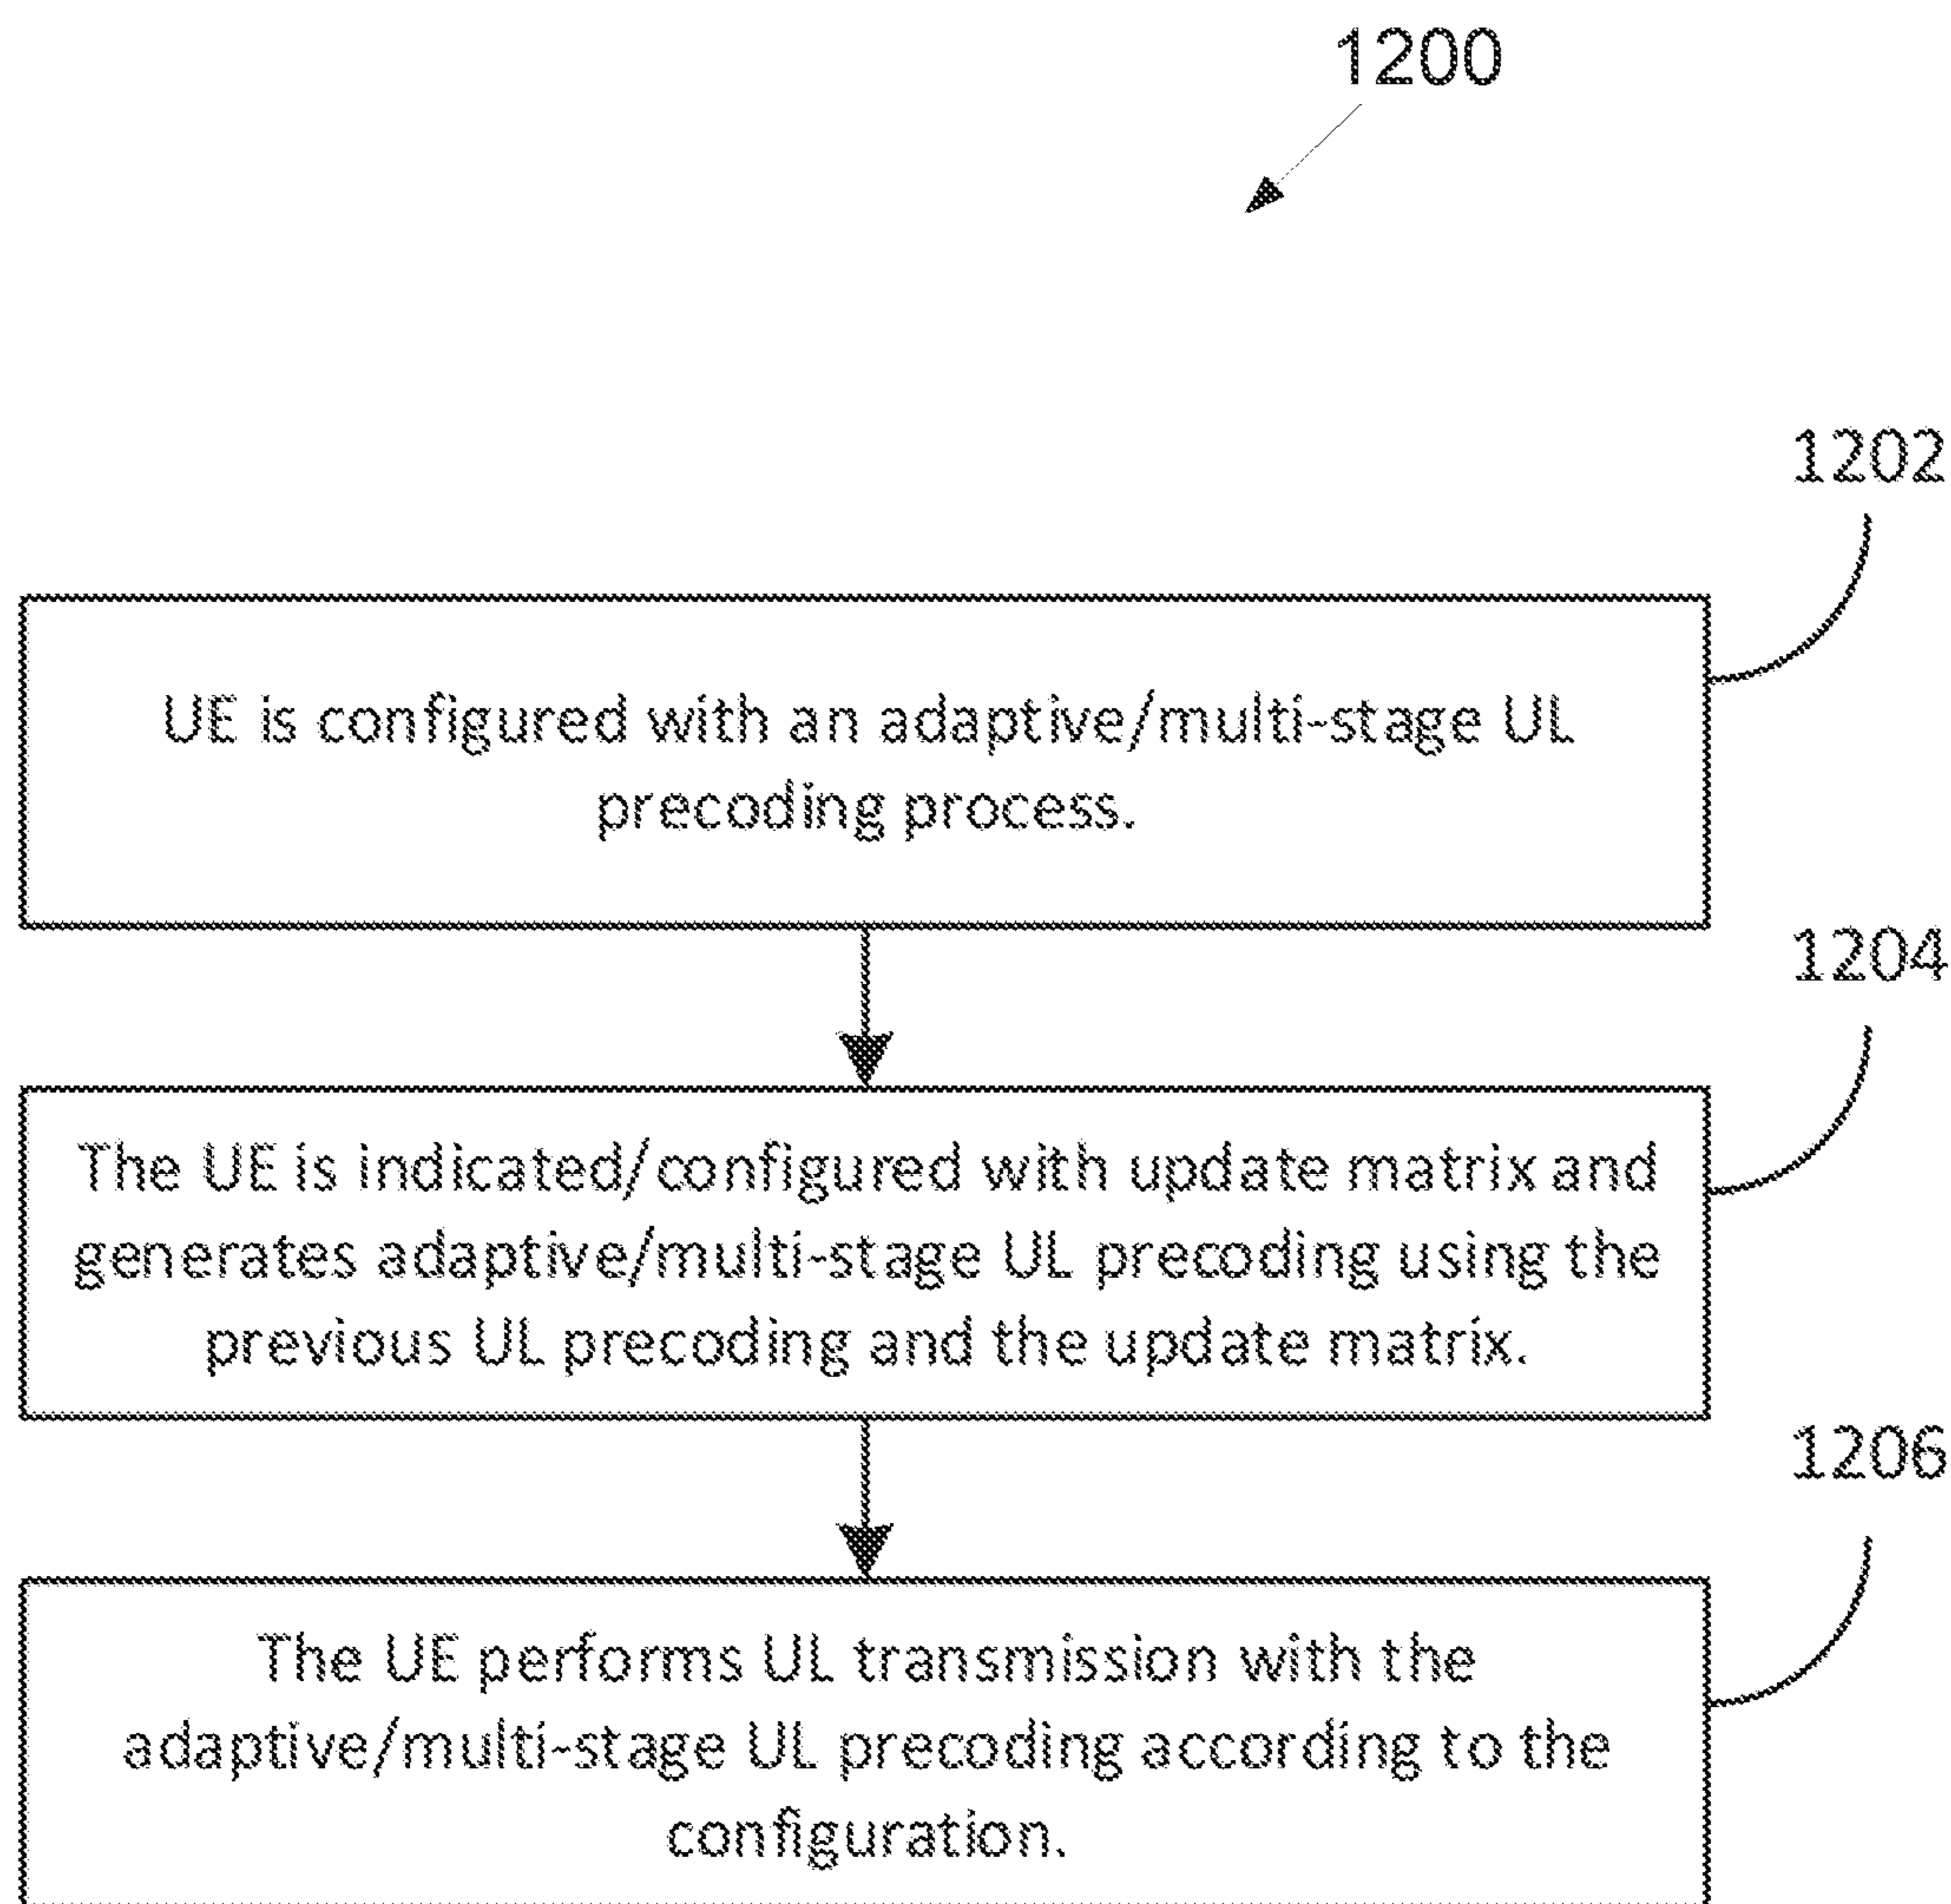 1200
1202
UE is configured with an adaptive/multi-stage UL
precoding process.
1204
The UE is indicated/configured with update matrix and
generates adaptive/multi-stage UL precoding using the
previous UL precoding and the update matrix.
1206
The UE performs UL transmission with the
adaptive/multi-stage UL precoding according to the
configuration.